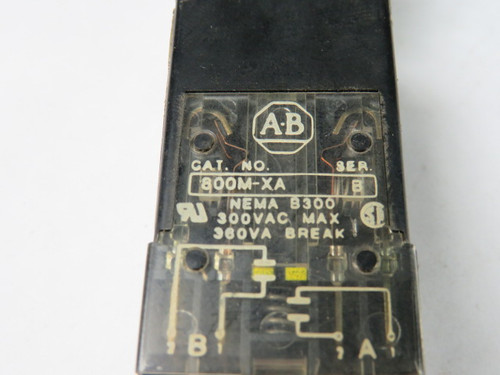 A-B
CAT. NO. SER.
800M-XA B
NEMA B300
300VAC MAX
360VA BREAK
B A